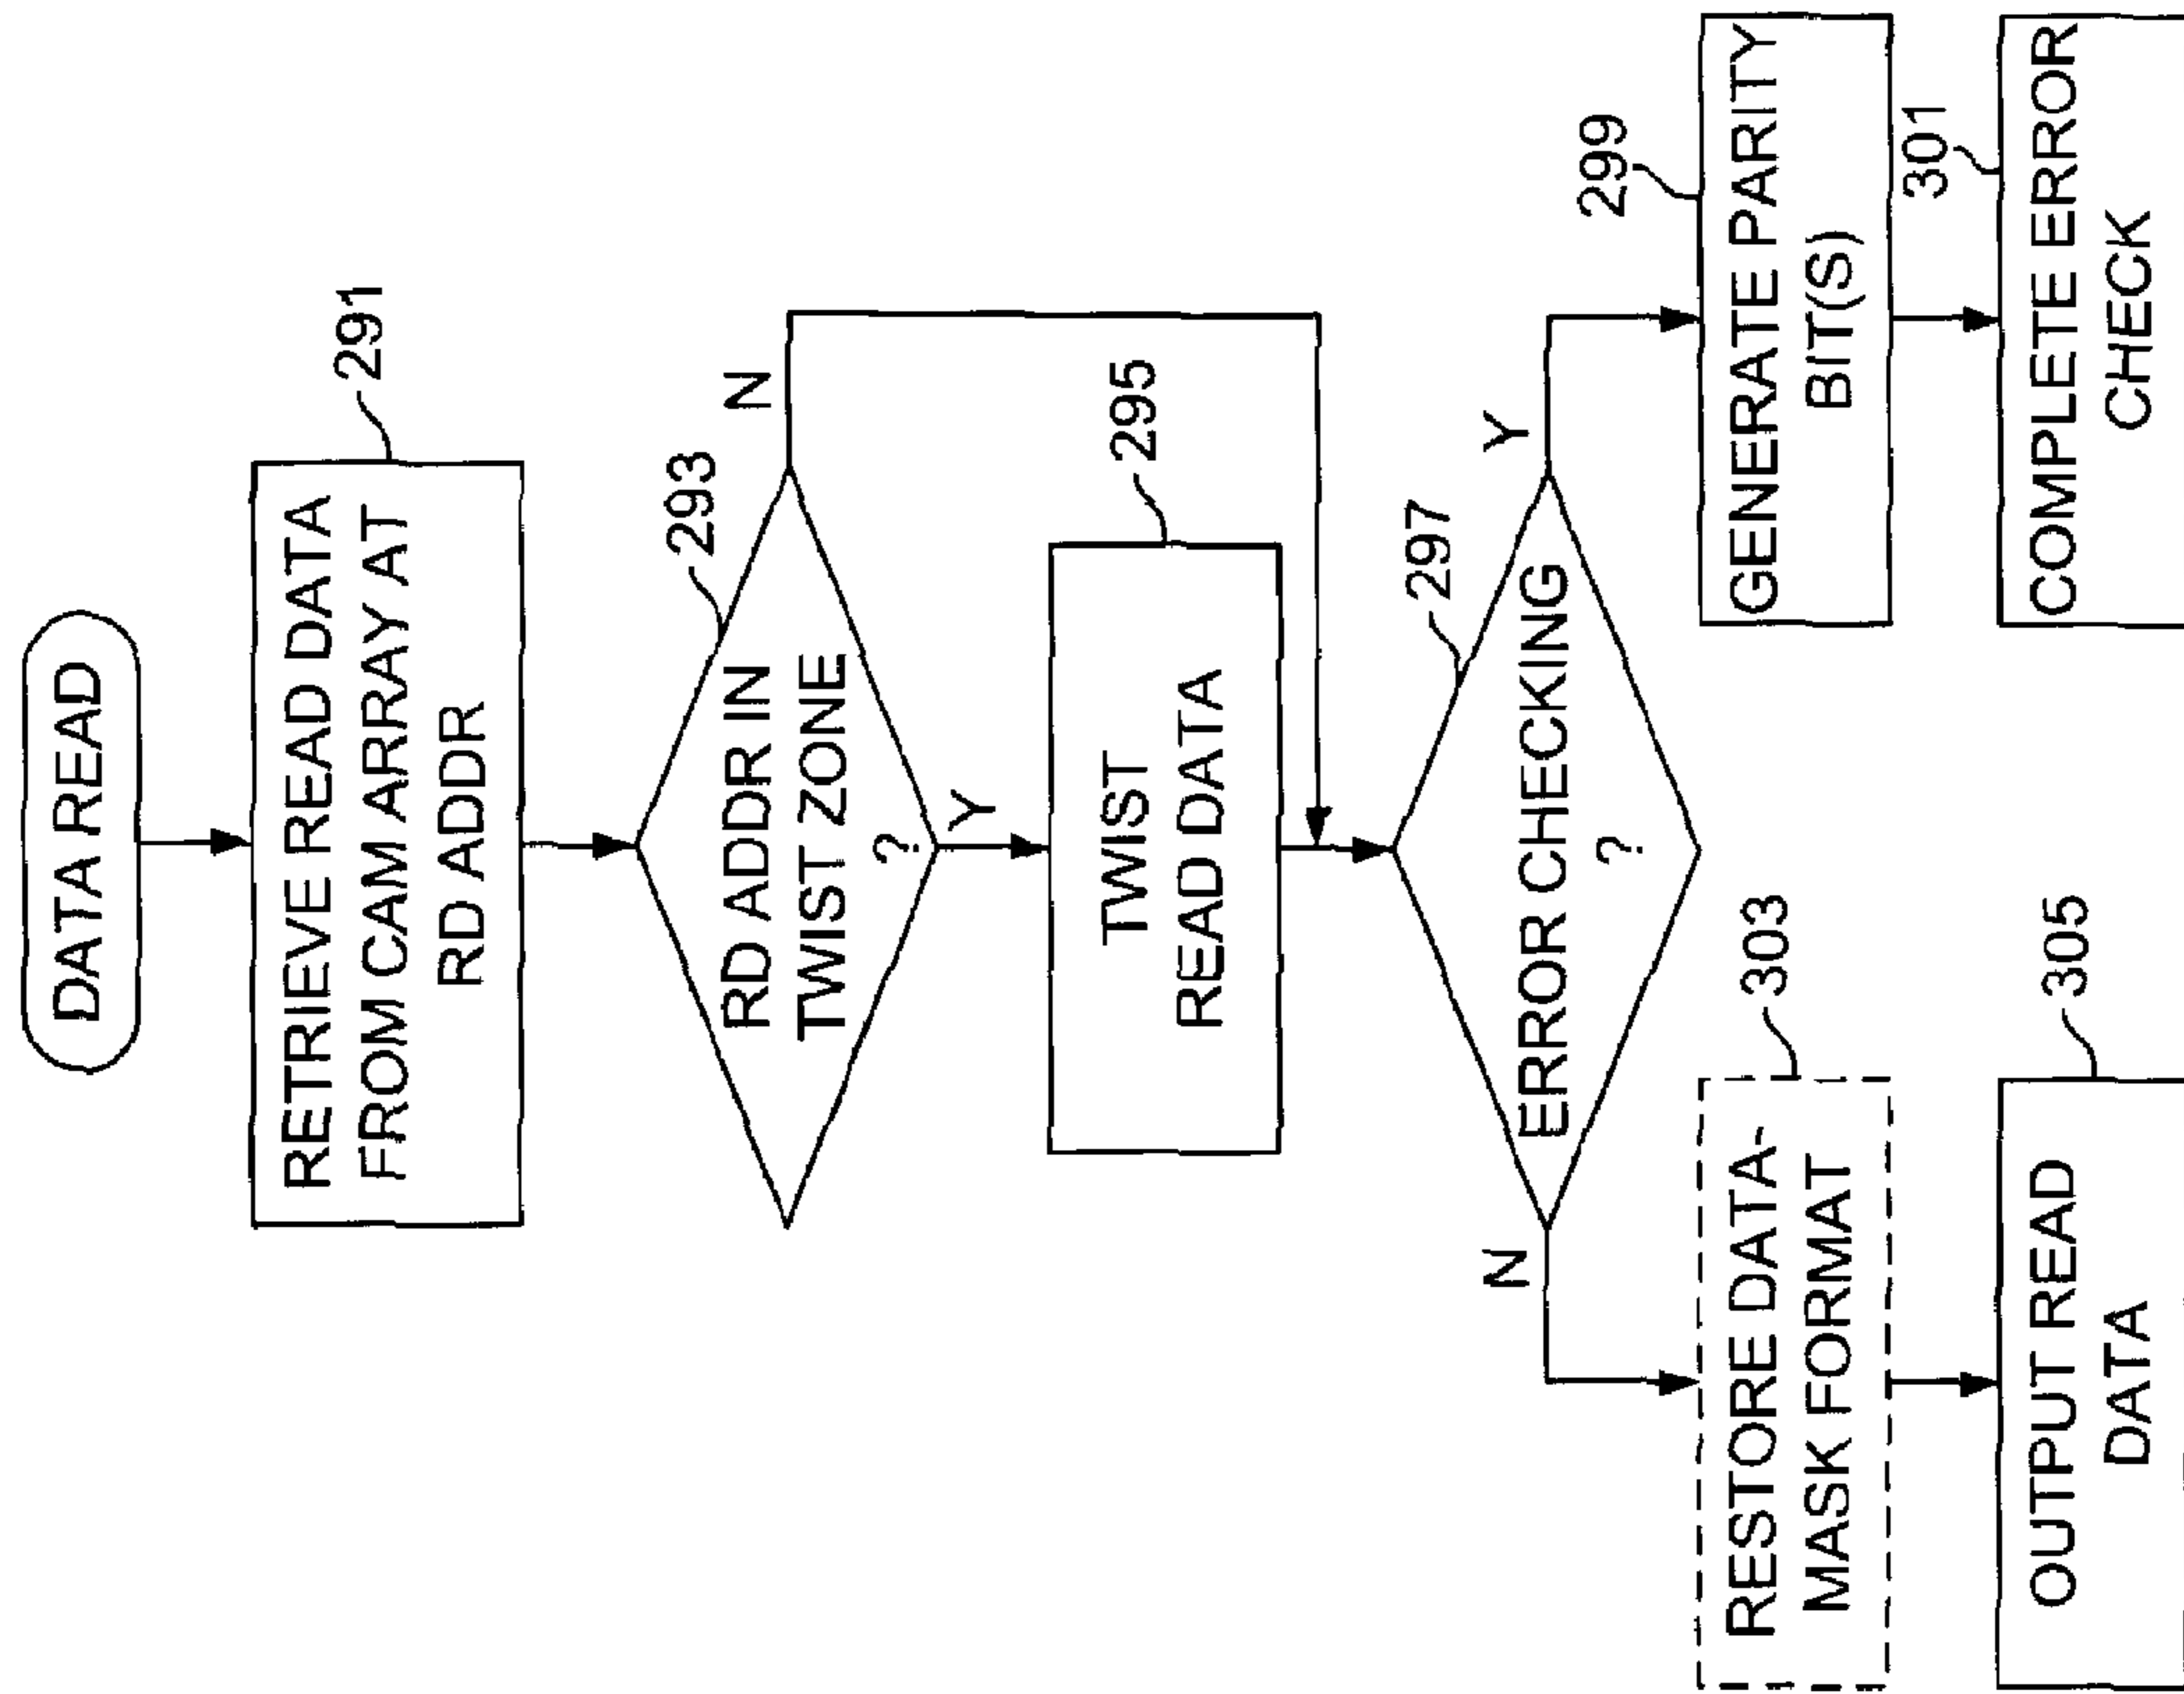 DATA READ
RETRIEVE READ DATA
FROM CAM ARRAY AT
RD ADDR
291
RD ADDR IN
TWIST ZONE
?
293
N
Y
TWIST
READ DATA
295
ERROR CHECKING
?
297
N
Y
RESTORE DATA-
MASK FORMAT
303
GENERATE PARITY
BIT(S)
299
OUTPUT READ
DATA
305
COMPLETE ERROR
CHECK
301